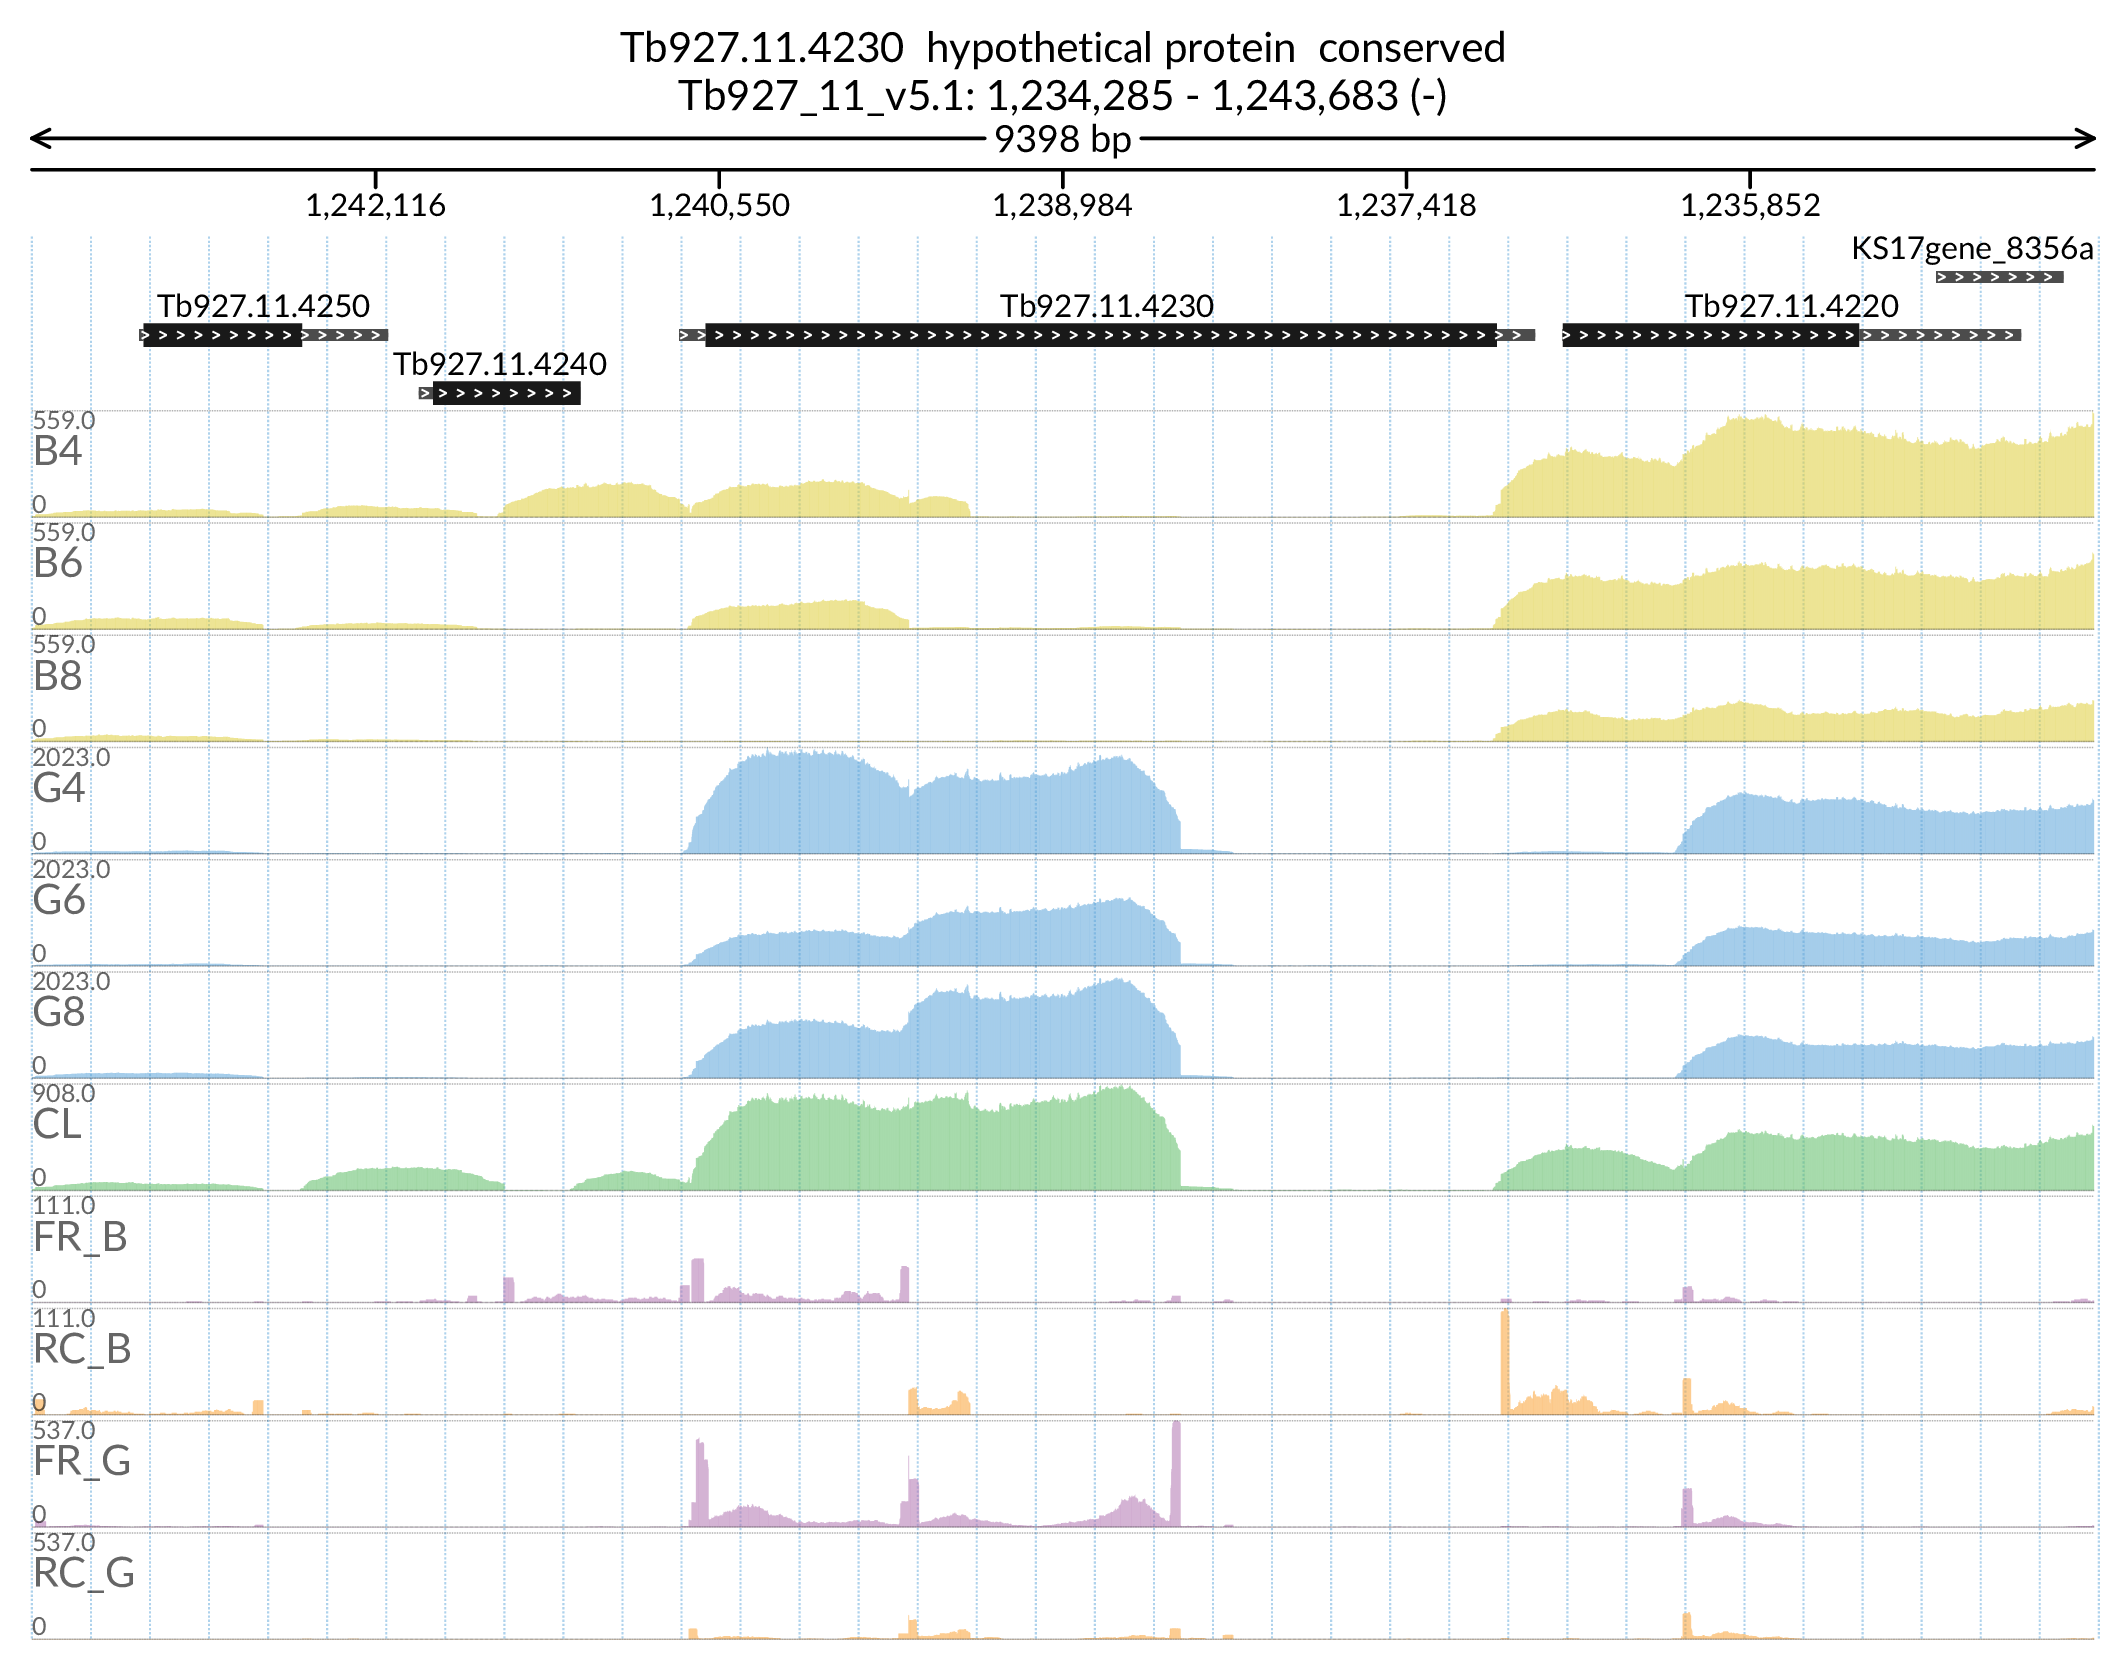 Tb927.11.4230 hypothetical protein conserved
Tb927_11_v5.1: 1,234,285 - 1,243,683 (-)
9398 bp
1,242,116 1,240,550 1,238,984 1,237,418 1,235,852
KS17gene_8356a
Tb927.11.4250 Tb927.11.4230 Tb927.11.4220
Tb927.11.4240
559.0
B4
0
559.0
B6
0
559.0
B8
0
2023.0
G4
0
2023.0
G6
0
2023.0
G8
0
908.0
CL
0
111.0
FR_B
0
111.0
RC_B
0
537.0
FR_G
0
537.0
RC_G
0